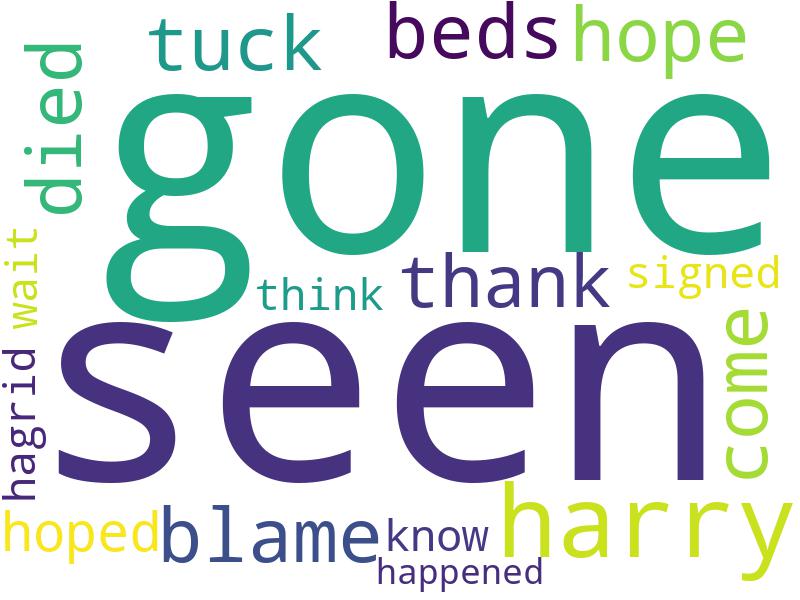 tuck
beds
hope
died
gone
wait
think
thank
signed
seen
hagrid
come
hoped
blame
know
harry
happened